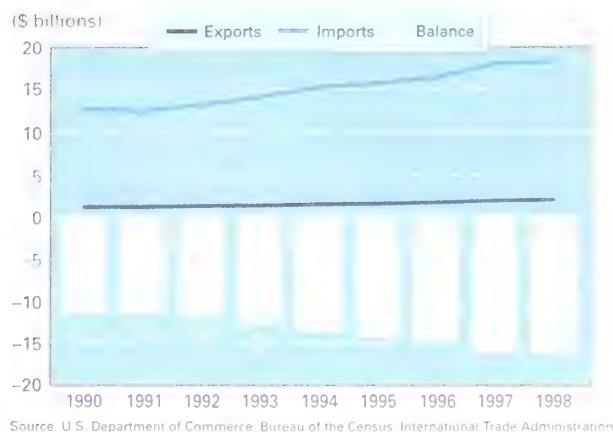 ($ billions)
Exports Imports Balance
20
15
10
5
0
−5
−10
−15
−20
1990 1991 1992 1993 1994 1995 1996 1997 1998
Source U.S. Department of Commerce Bureau of the Census International Trade Administration